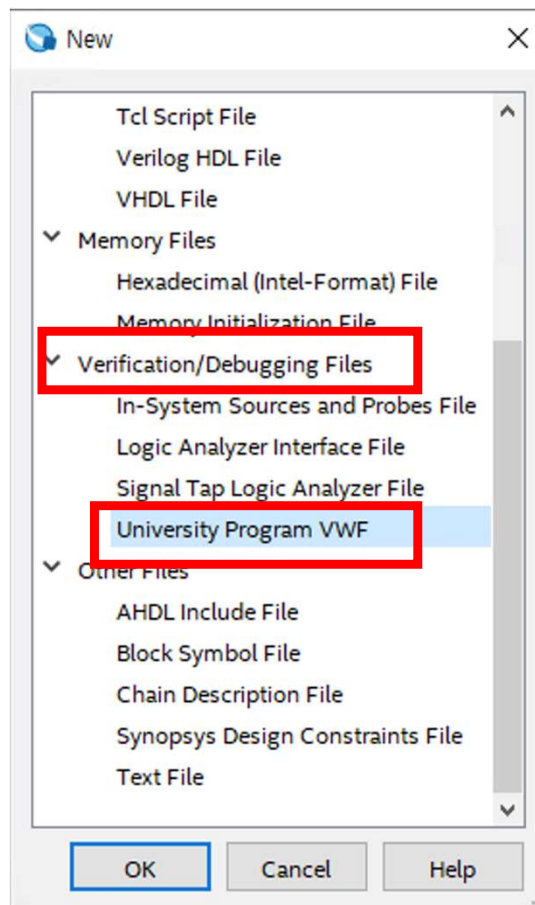 New
Tcl Script File
Verilog HDL File
VHDL File
Memory Files
Hexadecimal (Intel-Format) File
Memory Initialization File
Verification/Debugging Files
In-System Sources and Probes File
Logic Analyzer Interface File
Signal Tap Logic Analyzer File
University Program VWF
Other Files
AHDL Include File
Block Symbol File
Chain Description File
Synopsys Design Constraints File
Text File
OK Cancel Help